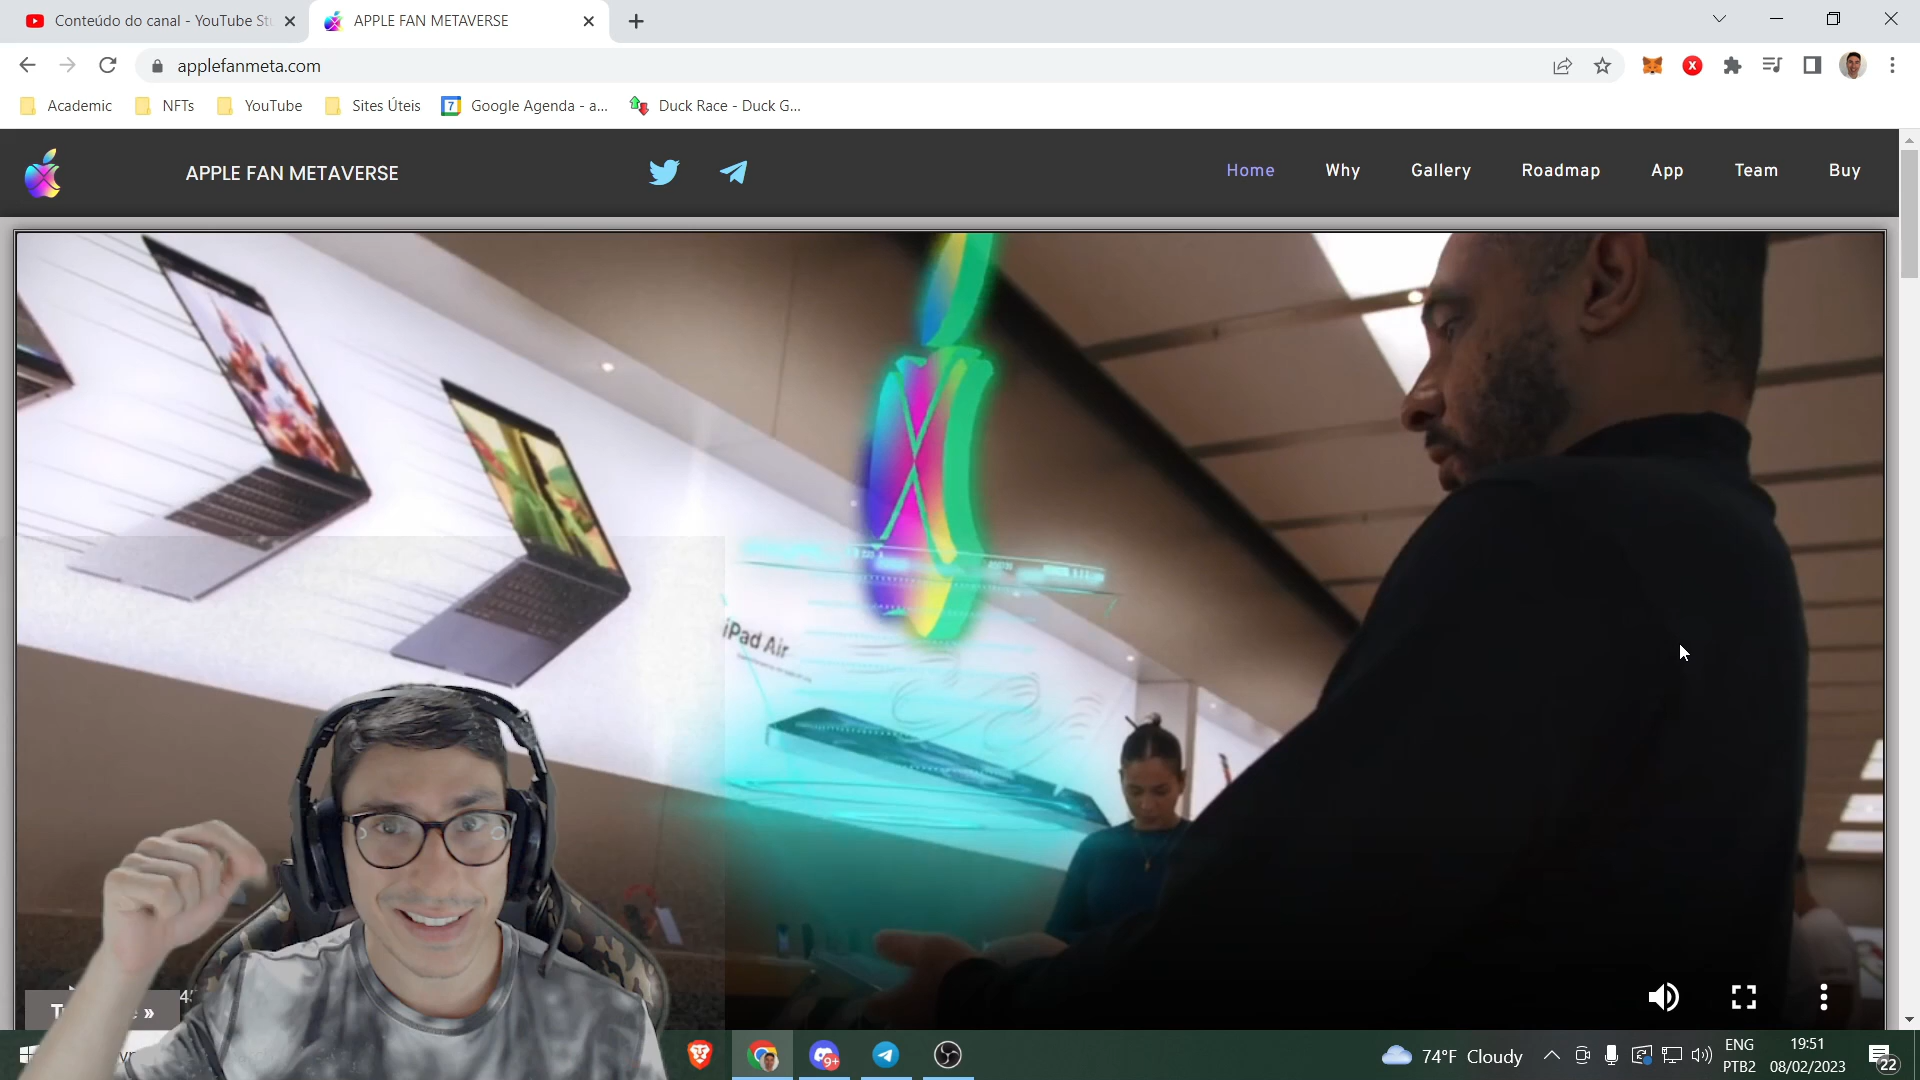 Conteúdo do canal - YouTube St
APPLE FAN METAVERSE
applefanmeta.com
Academic
NFTs
YouTube
Sites Úteis
7
Google Agenda - a...
Duck Race - Duck G...
APPLE FAN METAVERSE
Home
Why
Gallery
Roadmap
App
Team
Buy
iPad Air
»
9+
74°F Cloudy
ENG
PTB2
19:51
08/02/2023
22